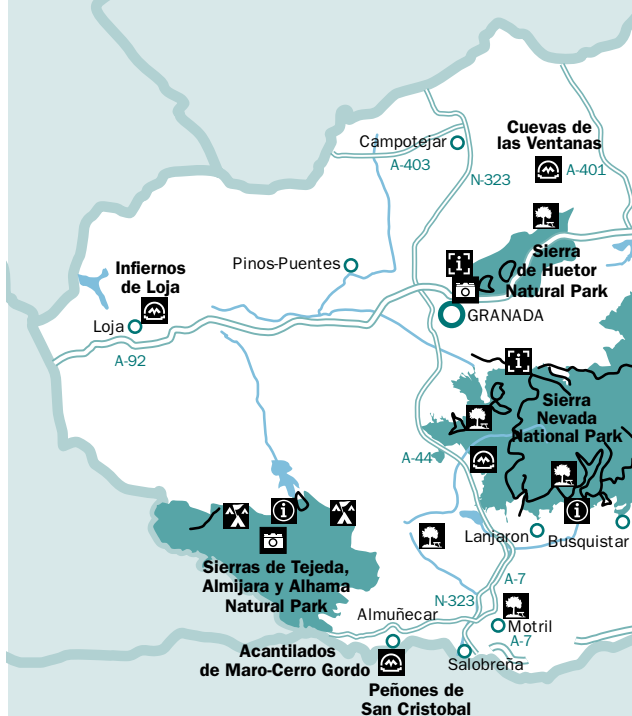 Cuevas de
las Ventanas
Campotejar
A-403
N-323
A-401
Pinos-Puentes
Infiernos
de Loja
Sierra
de Huetor
Natural Park
Loja
GRANADA
A-92
Sierra
Nevada
National Park
A-44
Lanjaron
Busquistar
Sierras de Tejeda,
Almijara y Alhama
Natural Park
A-7
N-323
Almuñecar
Motril
A-7
Acantilados
de Maro-Cerro Gordo
Salobreña
Peñones de
San Cristobal